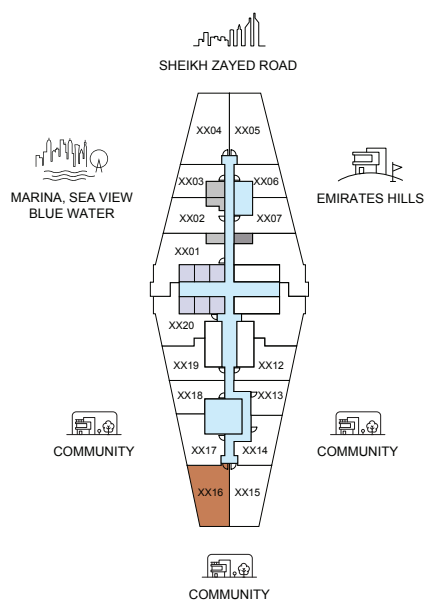 SHEIKH ZAYED ROAD
XX04 XX05
XX03 XX06
MARINA, SEA VIEW
BLUE WATER
EMIRATES HILLS
XX02 XX07
XX01
XX20
XX19 XX12
XX18 XX13
COMMUNITY
COMMUNITY
XX17 XX14
XX16 XX15
COMMUNITY